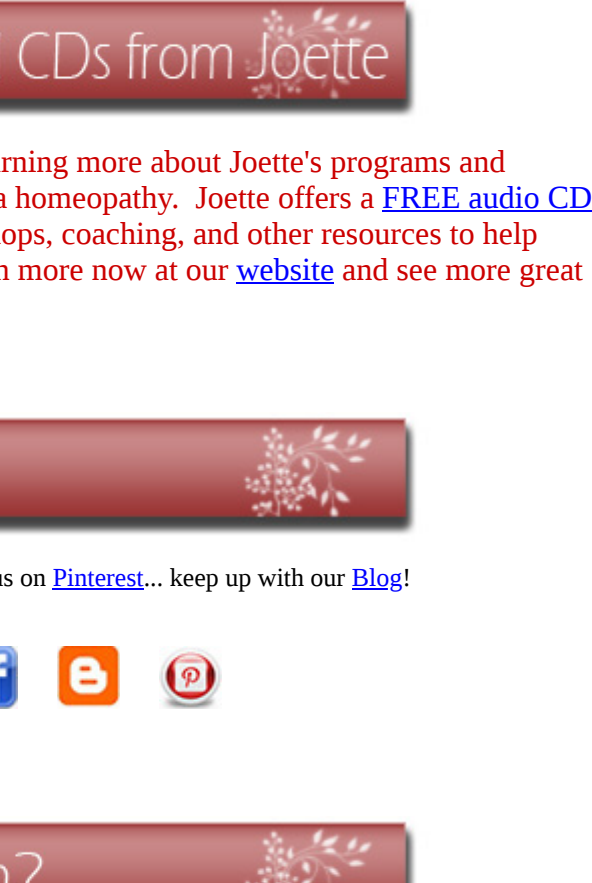 CDs from Joette
rning more about Joette's programs and
a homeopathy. Joette offers a FREE audio CD
ops, coaching, and other resources to help
more now at our website and see more great
us on Pinterest... keep up with our Blog!
?